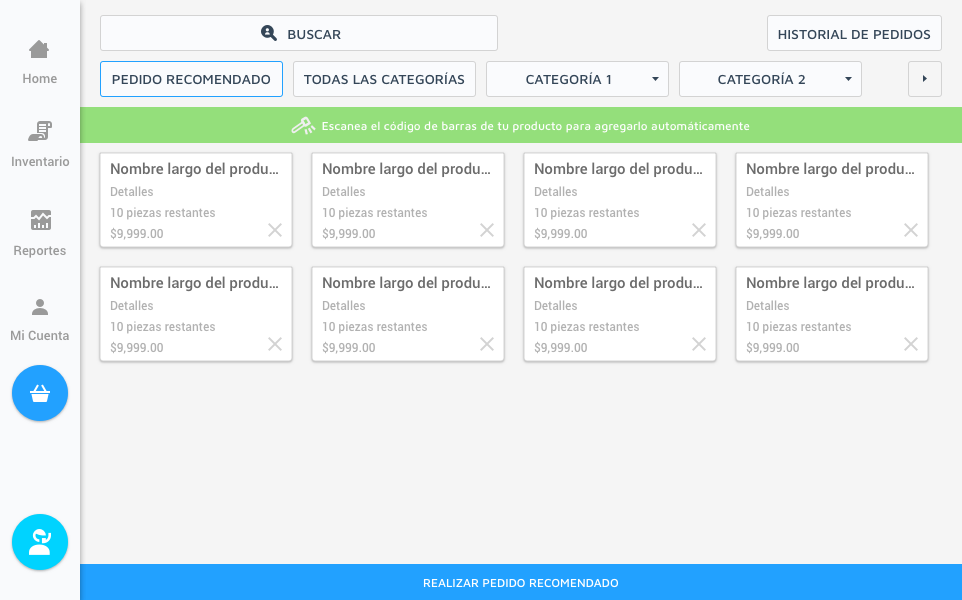 BUSCAR
HISTORIAL DE PEDIDOS
PEDIDO RECOMENDADO
TODAS LAS CATEGORÍAS
CATEGORÍA 1
CATEGORÍA 2
Home
Inventario
Reportes
Mi Cuenta
Escanea el código de barras de tu producto para agregarlo automáticamente
Nombre largo del produ...
Detalles
10 piezas restantes
$9,999.00
Nombre largo del produ...
Detalles
10 piezas restantes
$9,999.00
Nombre largo del produ...
Detalles
10 piezas restantes
$9,999.00
Nombre largo del produ...
Detalles
10 piezas restantes
$9,999.00
Nombre largo del produ...
Detalles
10 piezas restantes
$9,999.00
Nombre largo del produ...
Detalles
10 piezas restantes
$9,999.00
Nombre largo del produ...
Detalles
10 piezas restantes
$9,999.00
Nombre largo del produ...
Detalles
10 piezas restantes
$9,999.00
REALIZAR PEDIDO RECOMENDADO